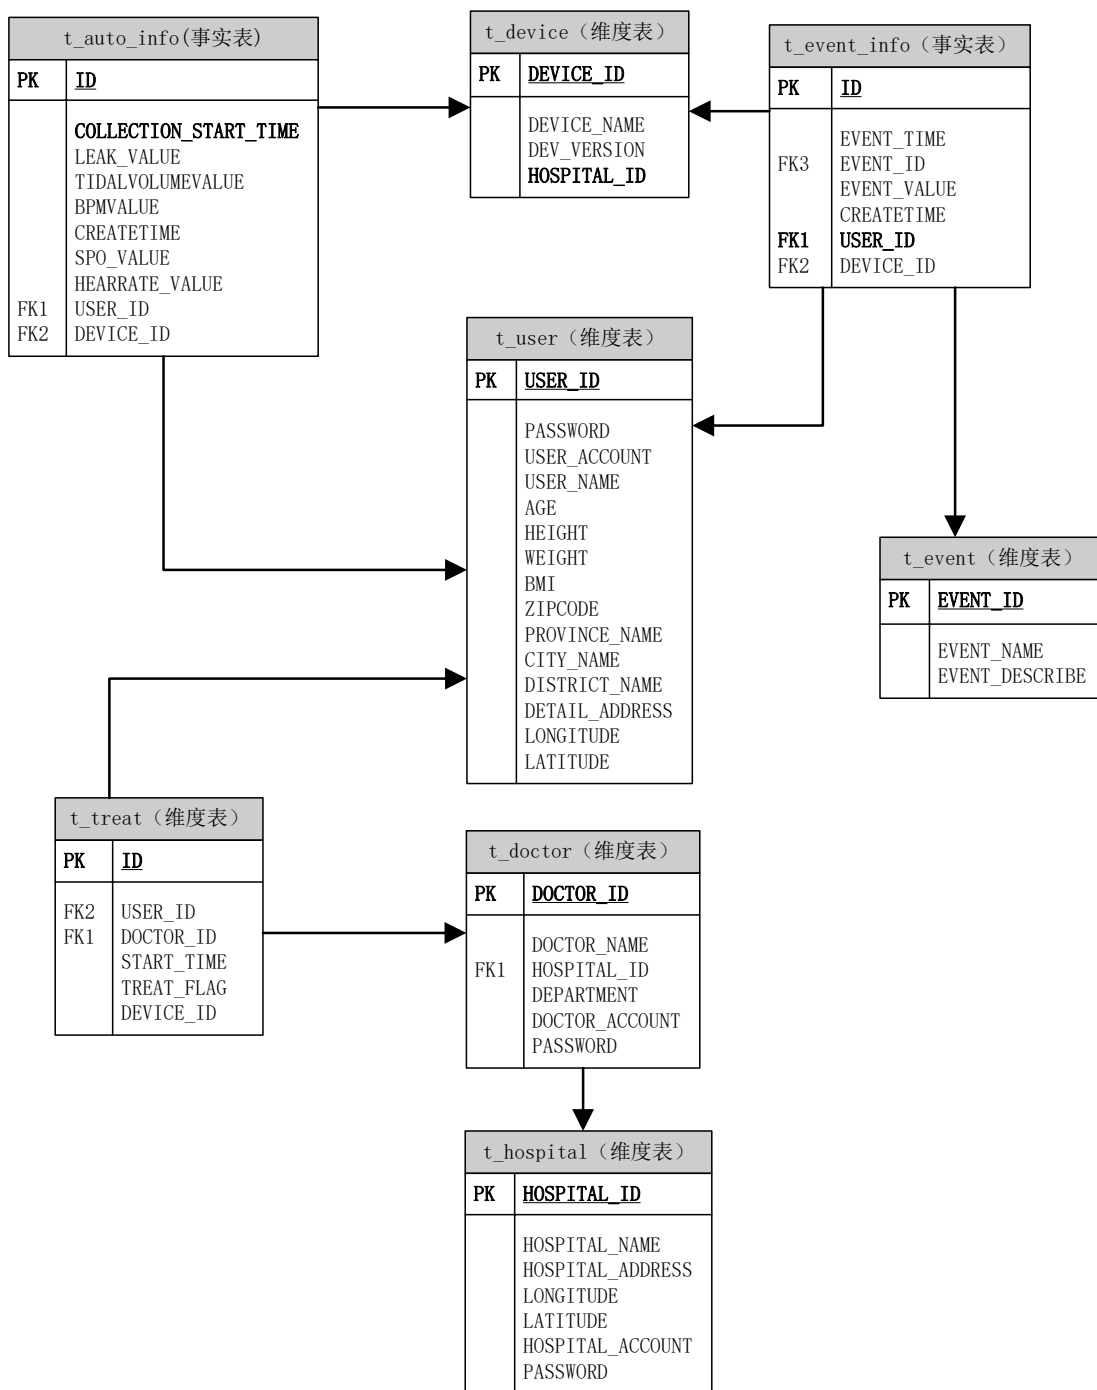 t_auto_info(事实表)
PK ID
COLLECTION_START_TIME
LEAK_VALUE
TIDALVOLUMEVALUE
BPMVALUE
CREATETIME
SPO_VALUE
HEARRATE_VALUE
FK1 USER_ID
FK2 DEVICE_ID
t_device（维度表）
PK DEVICE_ID
DEVICE_NAME
DEV_VERSION
HOSPITAL_ID
t_event_info（事实表）
PK ID
EVENT_TIME
FK3 EVENT_ID
EVENT_VALUE
CREATETIME
FK1 USER_ID
FK2 DEVICE_ID
t_user（维度表）
PK USER_ID
PASSWORD
USER_ACCOUNT
USER_NAME
AGE
HEIGHT
WEIGHT
BMI
ZIPCODE
PROVINCE_NAME
CITY_NAME
DISTRICT_NAME
DETAIL_ADDRESS
LONGITUDE
LATITUDE
t_event（维度表）
PK EVENT_ID
EVENT_NAME
EVENT_DESCRIBE
t_treat（维度表）
PK ID
FK2 USER_ID
FK1 DOCTOR_ID
START_TIME
TREAT_FLAG
DEVICE_ID
t_doctor（维度表）
PK DOCTOR_ID
DOCTOR_NAME
FK1 HOSPITAL_ID
DEPARTMENT
DOCTOR_ACCOUNT
PASSWORD
t_hospital（维度表）
PK HOSPITAL_ID
HOSPITAL_NAME
HOSPITAL_ADDRESS
LONGITUDE
LATITUDE
HOSPITAL_ACCOUNT
PASSWORD